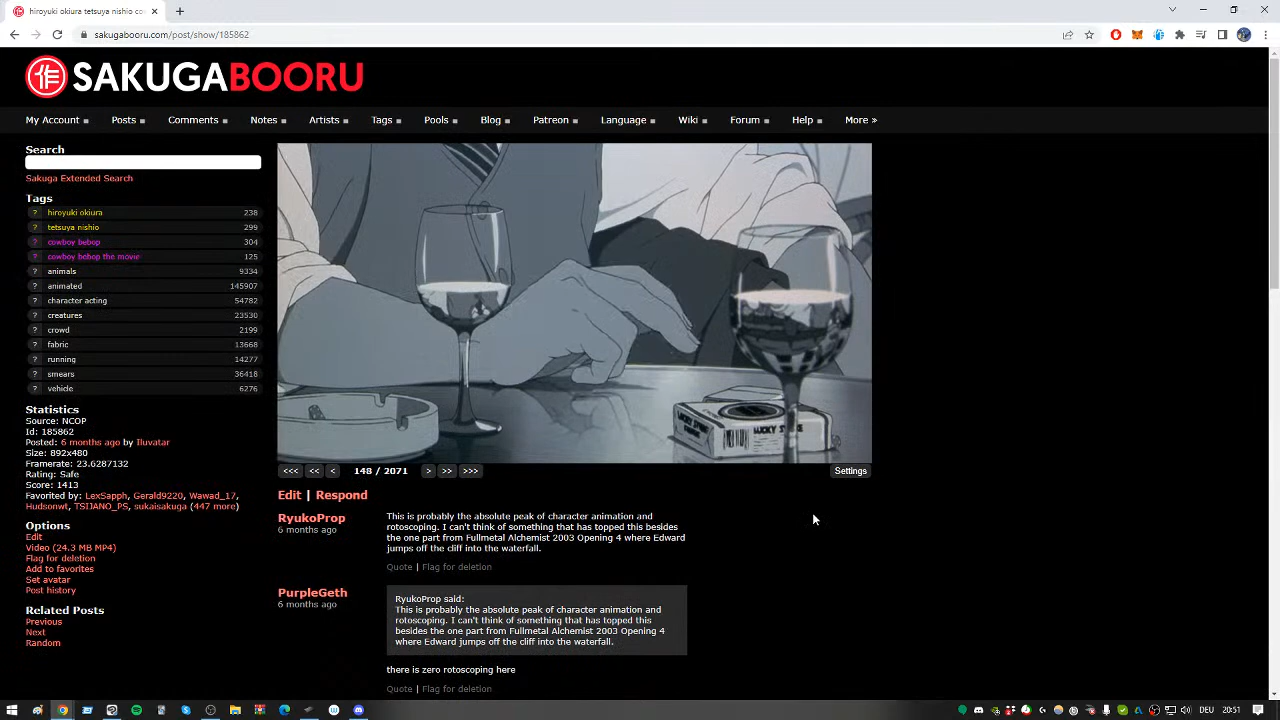 hiroyuki okiura tetsuya nishio co
sakugabooru.com/post/show/185862
作 SAKUGABOORU
My Account Posts Comments Notes Artists Tags Pools Blog Patreon Language Wiki Forum Help More »
Search
Sakuga Extended Search
Tags
? hiroyuki okiura 238
? tetsuya nishio 299
? cowboy bebop 304
? cowboy bebop the movie 125
? animals 9334
? animated 145907
? character acting 54782
? creatures 23530
? crowd 2199
? fabric 13668
? running 14277
? smears 36418
? vehicle 6276
Statistics
Source: NCOP
Id: 185862
Posted: 6 months ago by Iluvatar
Size: 892x480
Framerate: 23.6287132
Rating: Safe
Score: 1413
Favorited by: LexSapph, Gerald9220, Wawad_17,
Hudsonwt, TSIJANO_PS, sukaisakuga (447 more)
Options
Edit
Video (24.3 MB MP4)
Flag for deletion
Add to favorites
Set avatar
Post history
Related Posts
Previous
Next
Random
LUCKY STRIKE
<<< << < 148 / 2071 > >> >>> Settings
Edit | Respond
RyukoProp
6 months ago
This is probably the absolute peak of character animation and
rotoscoping. I can't think of something that has topped this besides
the one part from Fullmetal Alchemist 2003 Opening 4 where Edward
jumps off the cliff into the waterfall.
Quote | Flag for deletion
PurpleGeth
6 months ago
RyukoProp said:
This is probably the absolute peak of character animation and
rotoscoping. I can't think of something that has topped this
besides the one part from Fullmetal Alchemist 2003 Opening 4
where Edward jumps off the cliff into the waterfall.
there is zero rotoscoping here
Quote | Flag for deletion
DEU 20:51